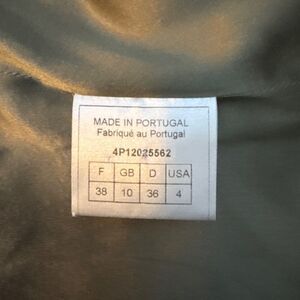 MADE IN PORTUGAL
Fabriqué au Portugal
4P12025562
F GB D USA
38 10 36 4